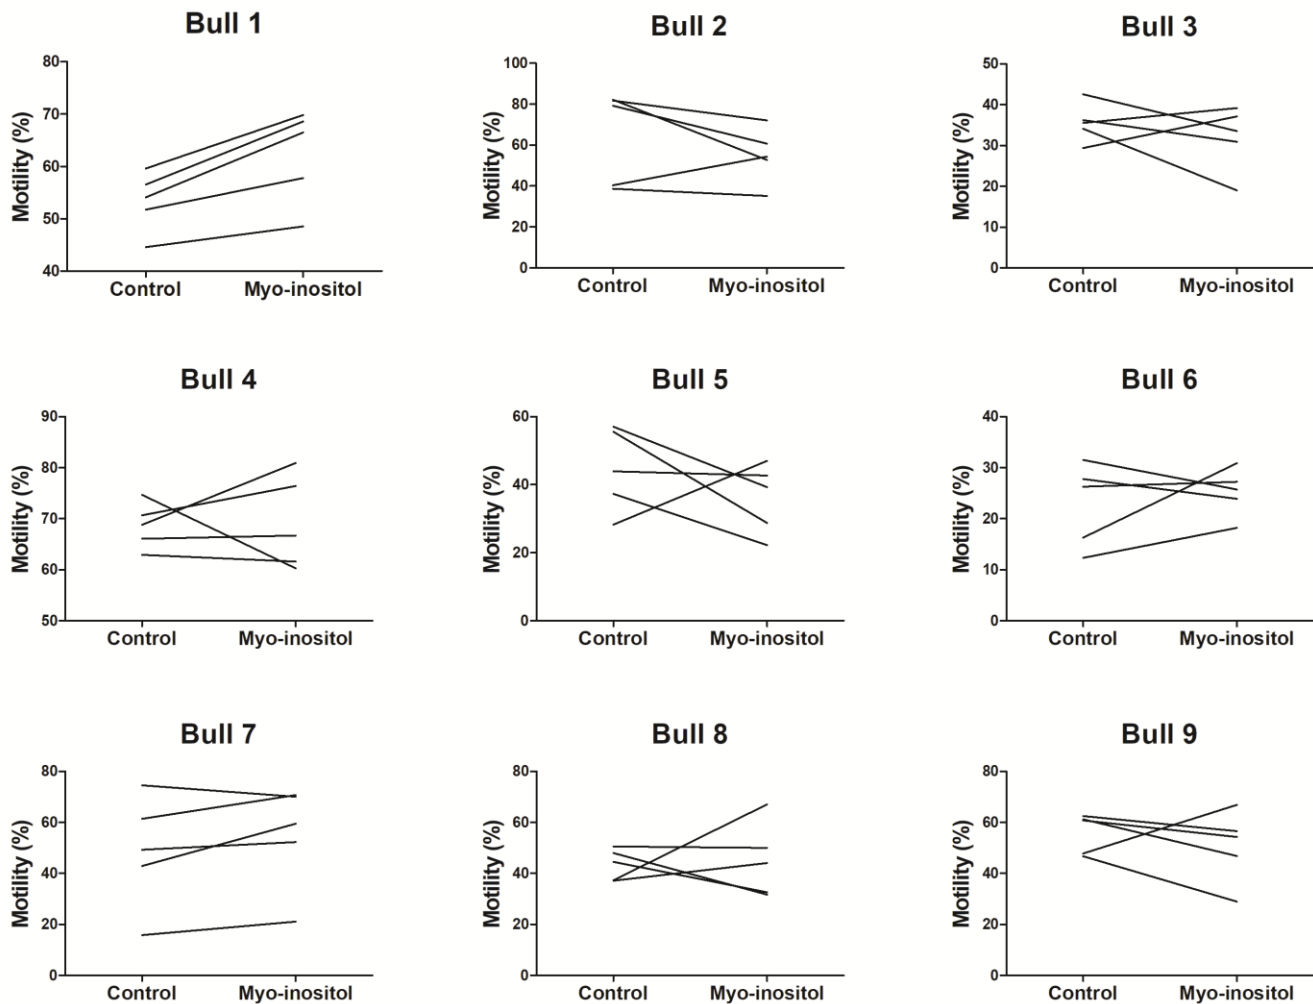 Bull 1
Motility (%)
80
70
60
50
40
Control Myo-inositol
Bull 2
Motility (%)
100
80
60
40
20
0
Control Myo-inositol
Bull 3
Motility (%)
50
40
30
20
10
0
Control Myo-inositol
Bull 4
Motility (%)
90
80
70
60
50
Control Myo-inositol
Bull 5
Motility (%)
60
40
20
0
Control Myo-inositol
Bull 6
Motility (%)
40
30
20
10
0
Control Myo-inositol
Bull 7
Motility (%)
80
60
40
20
0
Control Myo-inositol
Bull 8
Motility (%)
80
60
40
20
0
Control Myo-inositol
Bull 9
Motility (%)
80
60
40
20
0
Control Myo-inositol